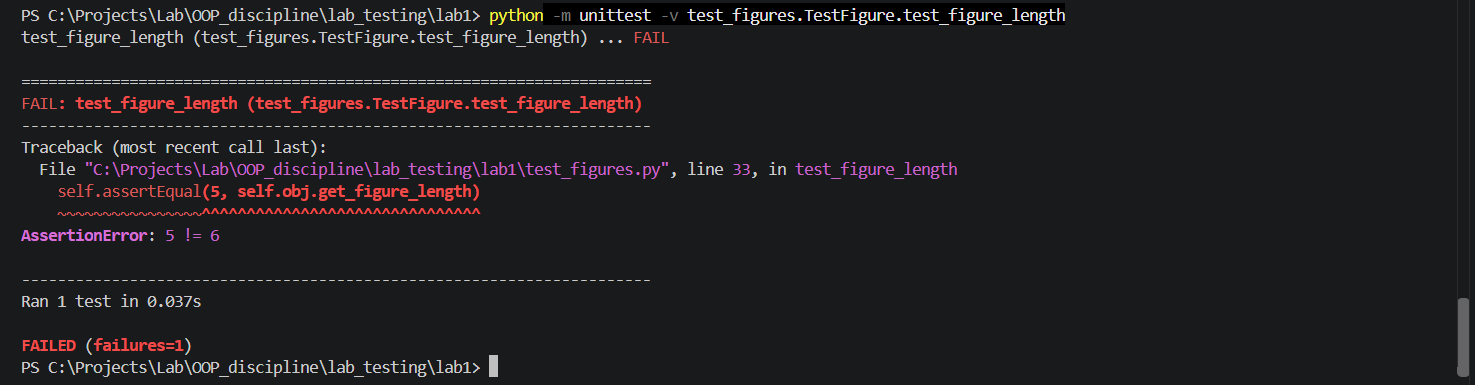 PS C:\Projects\Lab\OOP_discipline\lab_testing\lab1> python -m unittest -v test_figures.TestFigure.test_figure_length
test_figure_length (test_figures.TestFigure.test_figure_length) ... FAIL
======================================================================
FAIL: test_figure_length (test_figures.TestFigure.test_figure_length)
----------------------------------------------------------------------
Traceback (most recent call last):
  File "C:\Projects\Lab\OOP_discipline\lab_testing\lab1\test_figures.py", line 33, in test_figure_length
    self.assertEqual(5, self.obj.get_figure_length)
    ~~~~~~~~~~~~~~~~^^^^^^^^^^^^^^^^^^^^^^^^^^^^^^^
AssertionError: 5 != 6
----------------------------------------------------------------------
Ran 1 test in 0.037s
FAILED (failures=1)
PS C:\Projects\Lab\OOP_discipline\lab_testing\lab1>